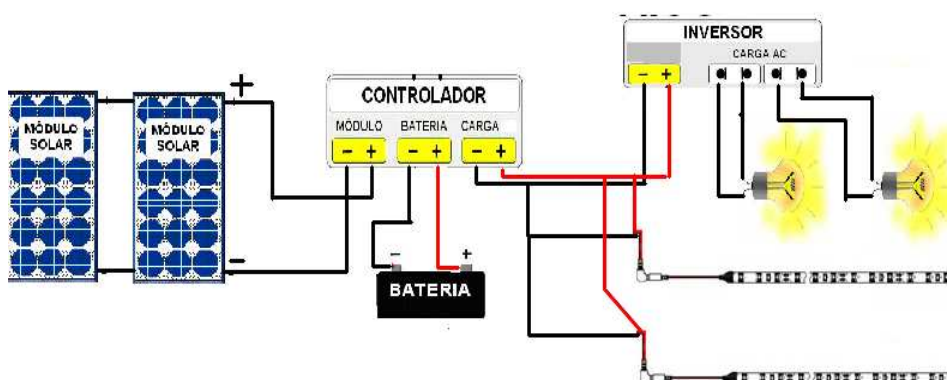 INVERSOR
CARGA AC
- +
+
CONTROLADOR
MÓDULO BATERIA CARGA
- + - + - +
MÓDULO
SOLAR
MÓDULO
SOLAR
-
- +
BATERIA